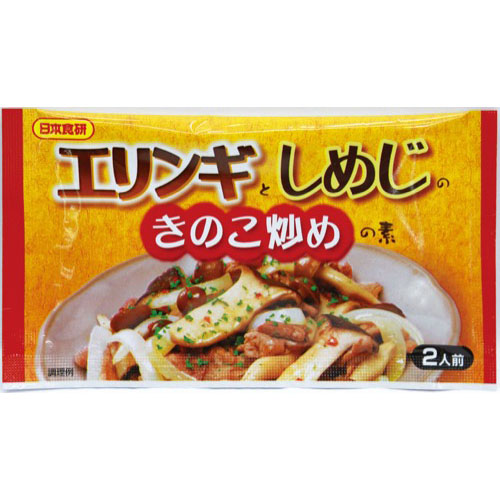 日本食研
エリンギとしめじの
きのこ炒めの素
調理例
2人前